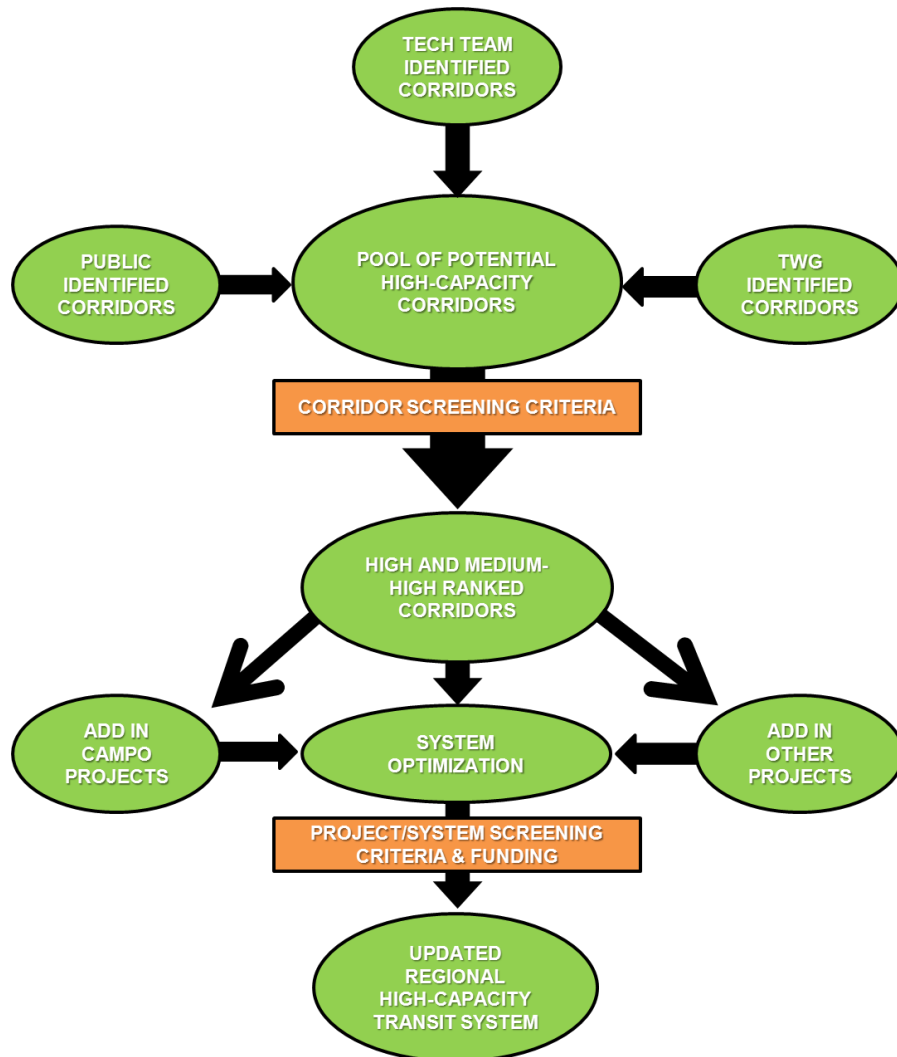 TECH TEAM
IDENTIFIED
CORRIDORS
PUBLIC
IDENTIFIED
CORRIDORS
POOL OF POTENTIAL
HIGH-CAPACITY
CORRIDORS
TWG
IDENTIFIED
CORRIDORS
CORRIDOR SCREENING CRITERIA
HIGH AND MEDIUM-
HIGH RANKED
CORRIDORS
ADD IN
CAMPO
PROJECTS
SYSTEM
OPTIMIZATION
ADD IN
OTHER
PROJECTS
PROJECT/SYSTEM SCREENING
CRITERIA & FUNDING
UPDATED
REGIONAL
HIGH-CAPACITY
TRANSIT SYSTEM